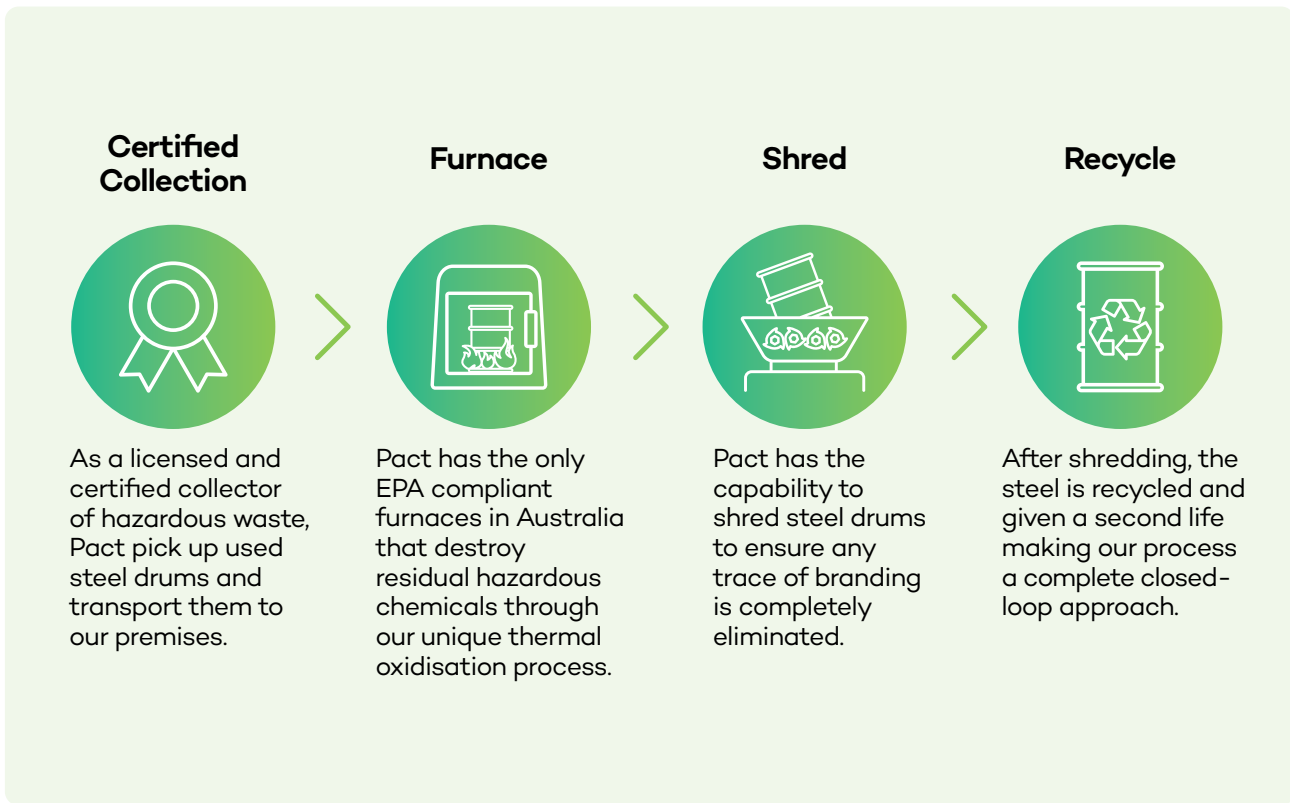 Certified
Collection
As a licensed and
certified collector
of hazardous waste,
Pact pick up used
steel drums and
transport them to
our premises.
Furnace
Pact has the only
EPA compliant
furnaces in Australia
that destroy
residual hazardous
chemicals through
our unique thermal
oxidisation process.
Shred
Pact has the
capability to
shred steel drums
to ensure any
trace of branding
is completely
eliminated.
Recycle
After shredding, the
steel is recycled and
given a second life
making our process
a complete closed-
loop approach.